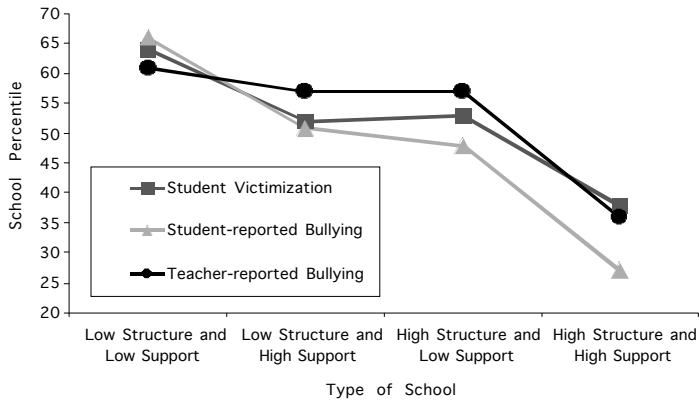 70
65
60
55
50
45
40
35
30
25
20
School Percentile
Student Victimization
Student-reported Bullying
Teacher-reported Bullying
Low Structure and
Low Support
Low Structure and
High Support
High Structure and
Low Support
High Structure and
High Support
Type of School